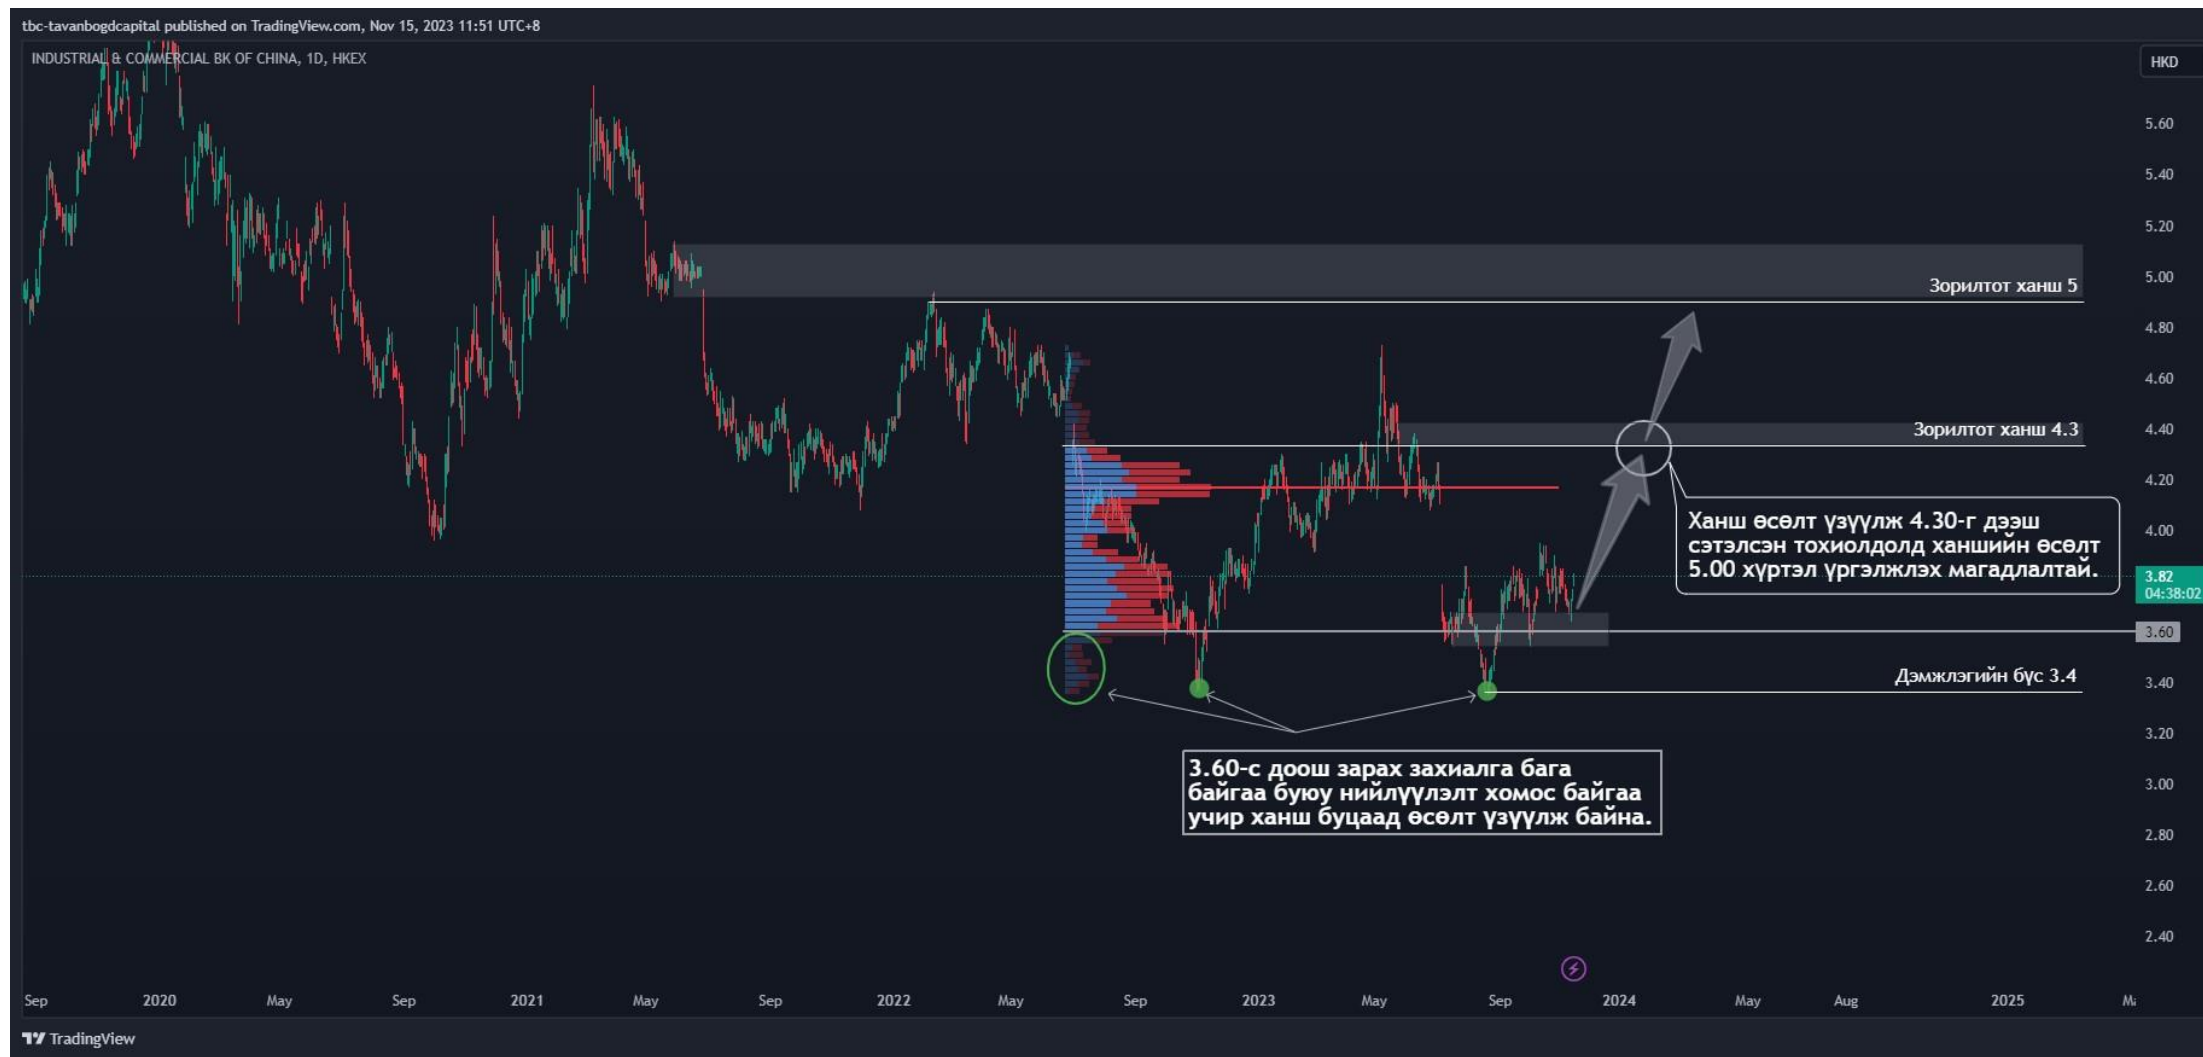 tbc-tavanbogdcapital published on TradingView.com, Nov 15, 2023 11:51 UTC+8
INDUSTRIAL & COMMERCIAL BK OF CHINA, 1D, HKEX
HKD
5.60
5.40
5.20
5.00
Зорилтот ханш 5
4.80
4.60
4.40
Зорилтот ханш 4.3
4.20
4.00
Ханш өсөлт үзүүлж 4.30-г дээш
сэтэлсэн тохиолдолд ханшийн өсөлт
5.00 хүртэл үргэлжлэх магадлалтай.
3.82
04:38:02
3.60
Дэмжлэгийн бүс 3.4
3.40
3.20
3.60-с доош зарах захиалга бага
байгаа буюу нийлүүлэлт хомос байгаа
учир ханш буцаад өсөлт үзүүлж байна.
3.00
2.80
2.60
2.40
Sep 2020 May Sep 2021 May Sep 2022 May Sep 2023 May Sep 2024 May Aug 2025
TradingView